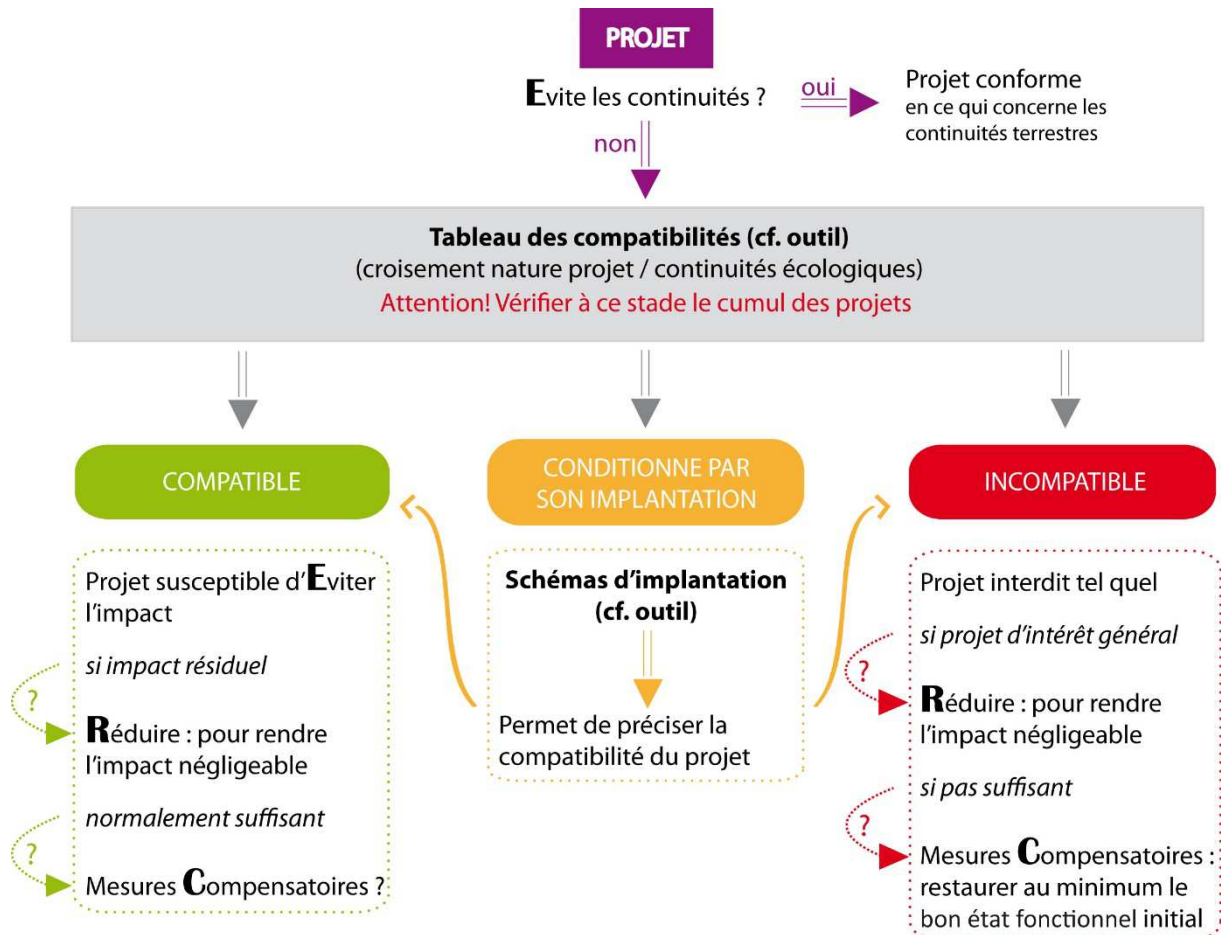 PROJET
Evite les continuités ?
oui
Projet conforme
en ce qui concerne les
continuités terrestres
non
Tableau des compatibilités (cf. outil)
(croisement nature projet / continuités écologiques)
Attention! Vérifier à ce stade le cumul des projets
COMPATIBLE
Projet susceptible d'Eviter
l'impact
si impact résiduel
?
Réduire : pour rendre
l'impact négligeable
normalement suffisant
?
Mesures Compensatoires ?
CONDITIONNE PAR
SON IMPLANTATION
Schémas d'implantation
(cf. outil)
Permet de préciser la
compatibilité du projet
INCOMPATIBLE
Projet interdit tel quel
si projet d'intérêt général
?
Réduire : pour rendre
l'impact négligeable
si pas suffisant
?
Mesures Compensatoires :
restaurer au minimum le
bon état fonctionnel initial